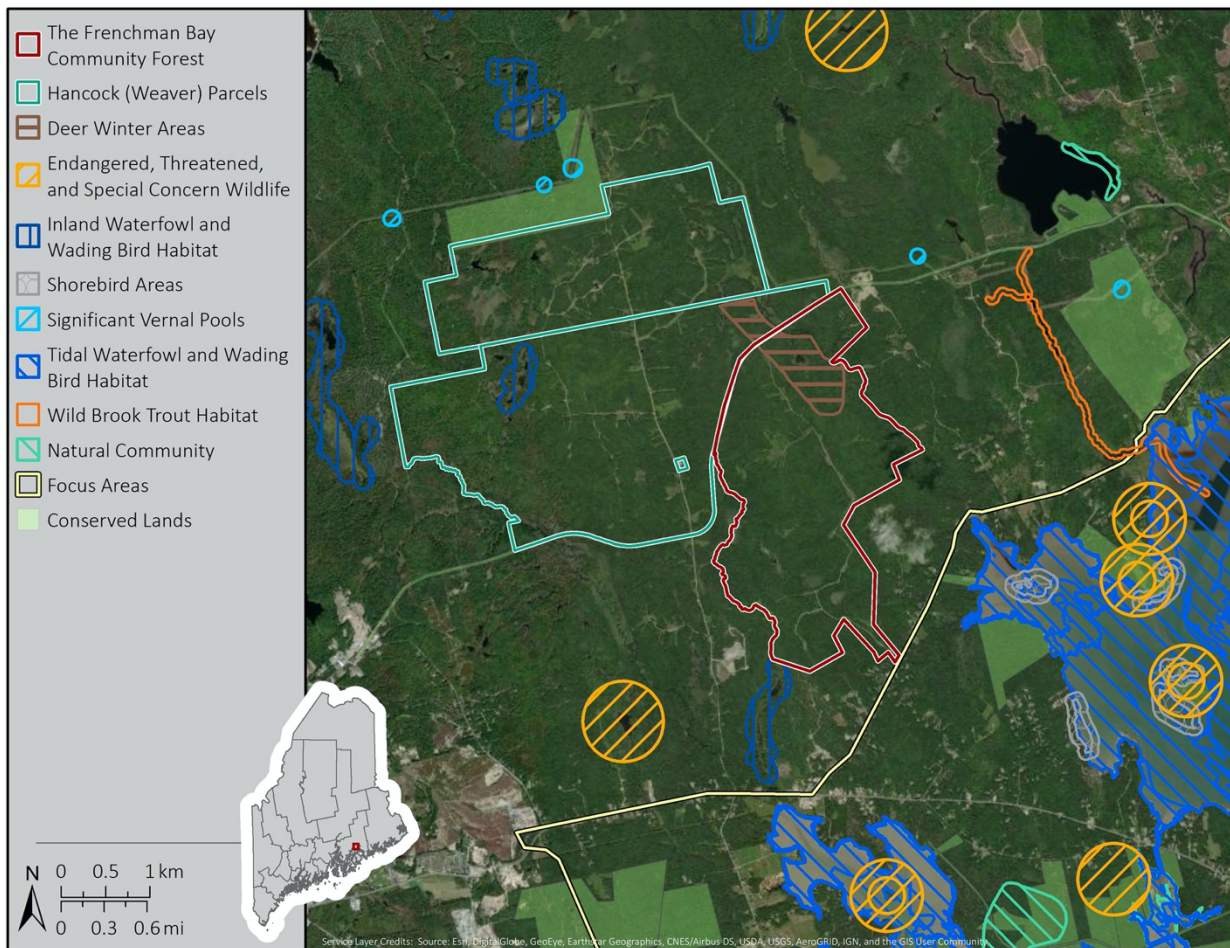 The Frenchman Bay
Community Forest
Hancock (Weaver) Parcels
Deer Winter Areas
Endangered, Threatened,
and Special Concern Wildlife
Inland Waterfowl and
Wading Bird Habitat
Shorebird Areas
Significant Vernal Pools
Tidal Waterfowl and Wading
Bird Habitat
Wild Brook Trout Habitat
Natural Community
Focus Areas
Conserved Lands
N
0 0.5 1 km
0 0.3 0.6 mi
Service Layer Credits: Source: Esri, DigitalGlobe, GeoEye, Earthstar Geographics, CNES/Airbus DS, USDA, USGS, AeroGRID, IGN, and the GIS User Community